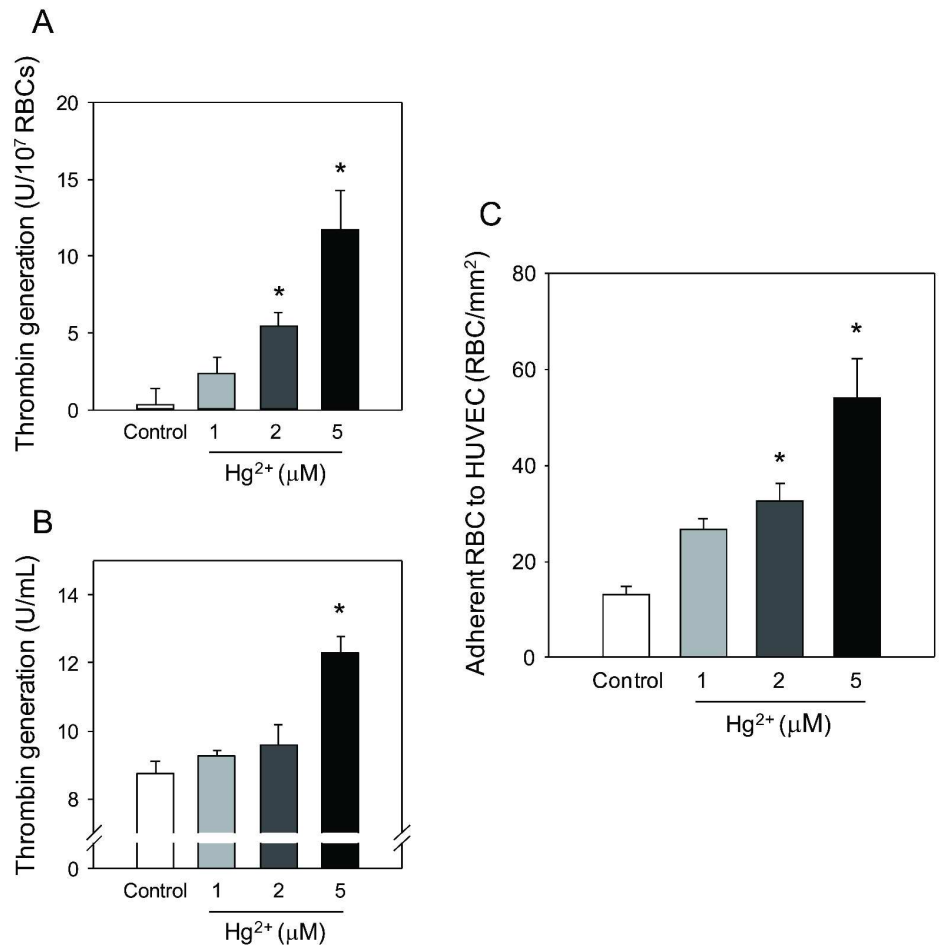 A
Thrombin generation (U/10⁷ RBCs)
20
15
10
5
0
*
*
Control 1 2 5
Hg²⁺ (μM)
B
Thrombin generation (U/mL)
14
12
10
8
0
*
Control 1 2 5
Hg²⁺ (μM)
C
Adherent RBC to HUVEC (RBC/mm²)
80
60
40
20
0
*
*
Control 1 2 5
Hg²⁺ (μM)